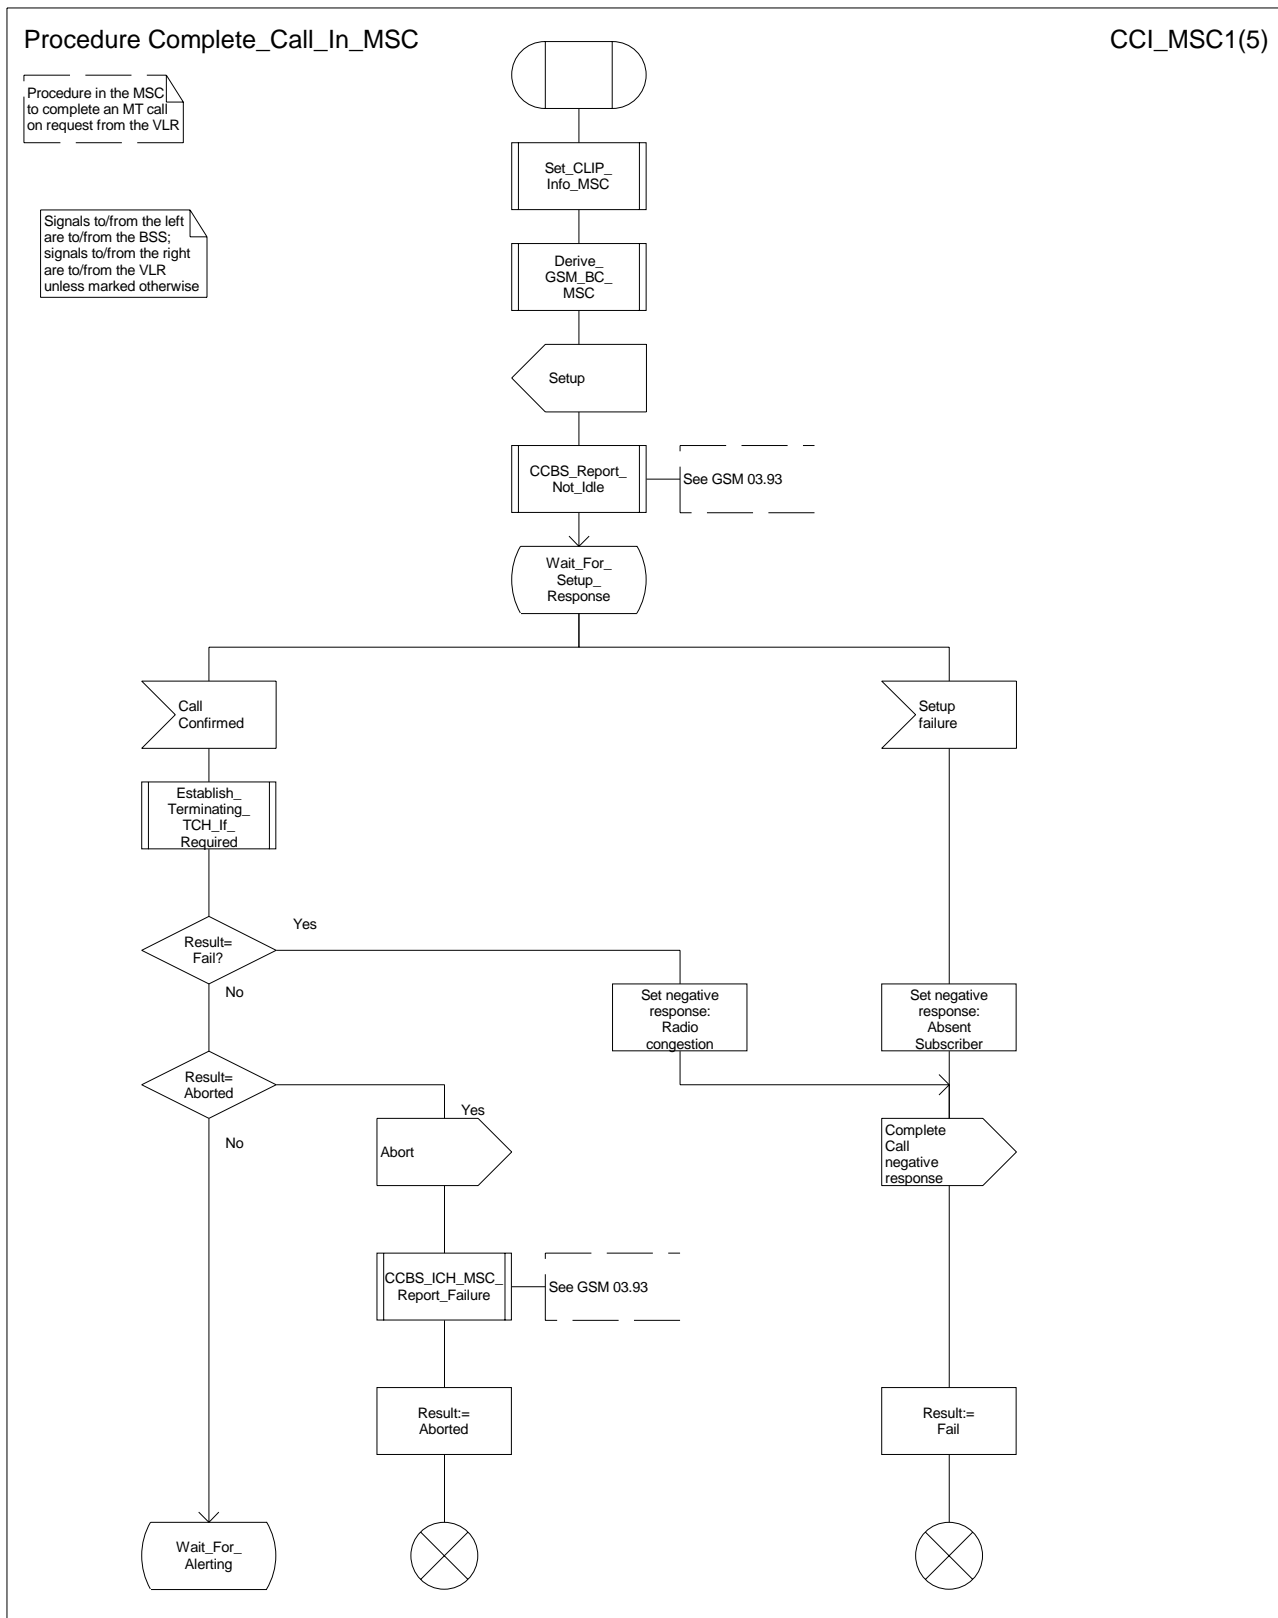 Procedure Complete_Call_In_MSC
CCI_MSC1(5)
Procedure in the MSC
to complete an MT call
on request from the VLR
Signals to/from the left
are to/from the BSS;
signals to/from the right
are to/from the VLR
unless marked otherwise
Set_CLIP_
Info_MSC
Derive_
GSM_BC_
MSC
Setup
CCBS_Report_
Not_Idle
See GSM 03.93
Wait_For_
Setup_
Response
Call
Confirmed
Setup
failure
Establish_
Terminating_
TCH_If_
Required
Result=
Fail?
Yes
No
Set negative
response:
Radio
congestion
Set negative
response:
Absent
Subscriber
Result=
Aborted
Yes
No
Abort
Complete
Call
negative
response
CCBS_ICH_MSC_
Report_Failure
See GSM 03.93
Result:=
Aborted
Result:=
Fail
Wait_For_
Alerting